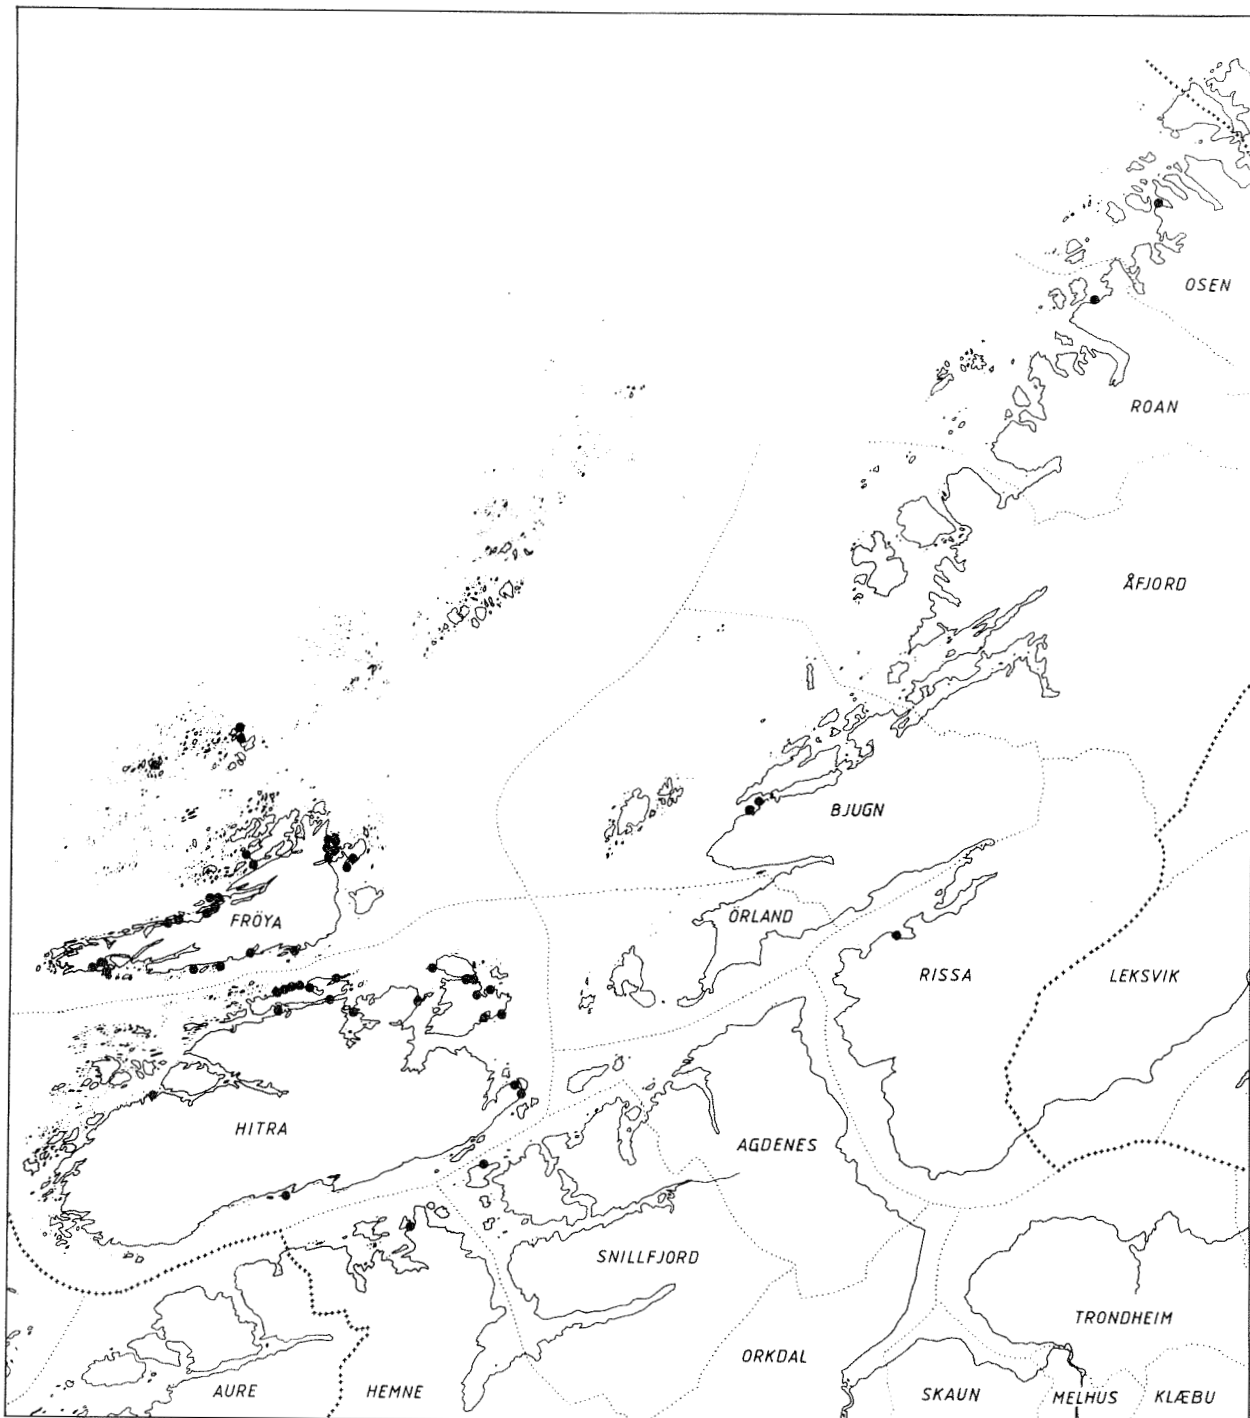 OSEN
ROAN
ÅFJORD
BJUGN
FRÖYA
ÖRLAND
RISSA
LEKSVIK
HITRA
AGDENES
SNILLFJORD
TRONDHEIM
ORKDAL
AURE
HEMNE
SKAUN
MELHUS
KLÆBU